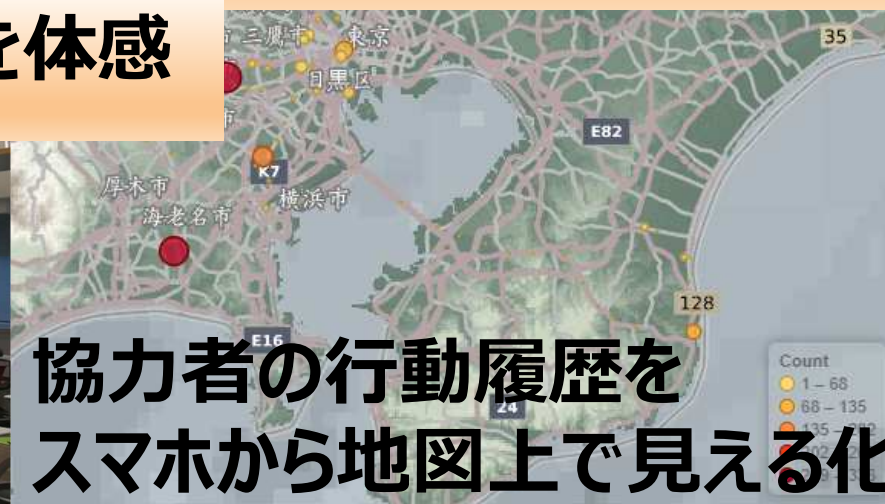 を体感
三鷹市
東京
35
目黒区
市
E82
K7
厚木市
横浜市
海老名市
128
E16
協力者の行動履歴を
24
Count
1 – 68
68 – 135
スマホから地図上で見える化